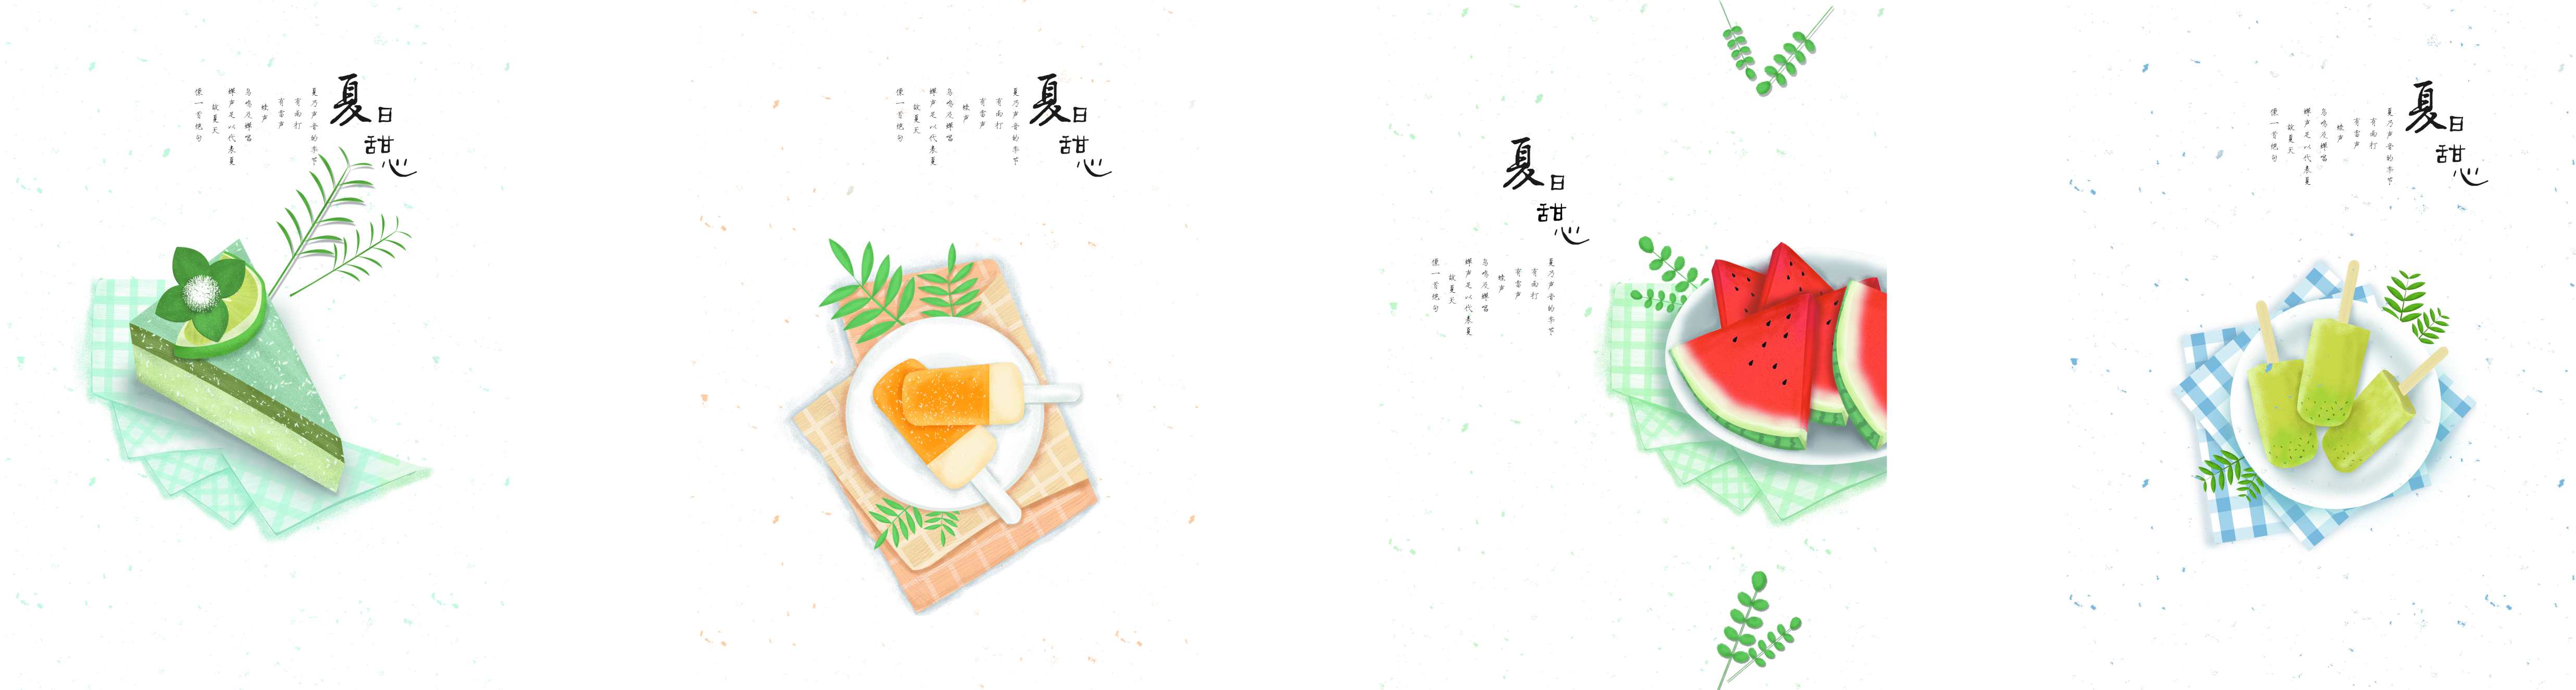 夏日甜心
夏乃声音的季节
有雨打
有雷声
蛙声
鸟鸣及蝉唱
蝉声足以代表夏
故夏天
像一首绝句
夏日甜心
夏乃声音的季节
有雨打
有雷声
蛙声
鸟鸣及蝉唱
蝉声足以代表夏
故夏天
像一首绝句
夏日甜心
夏乃声音的季节
有雨打
有雷声
蛙声
鸟鸣及蝉唱
蝉声足以代表夏
故夏天
像一首绝句
夏日甜心
夏乃声音的季节
有雨打
有雷声
蛙声
鸟鸣及蝉唱
蝉声足以代表夏
故夏天
像一首绝句